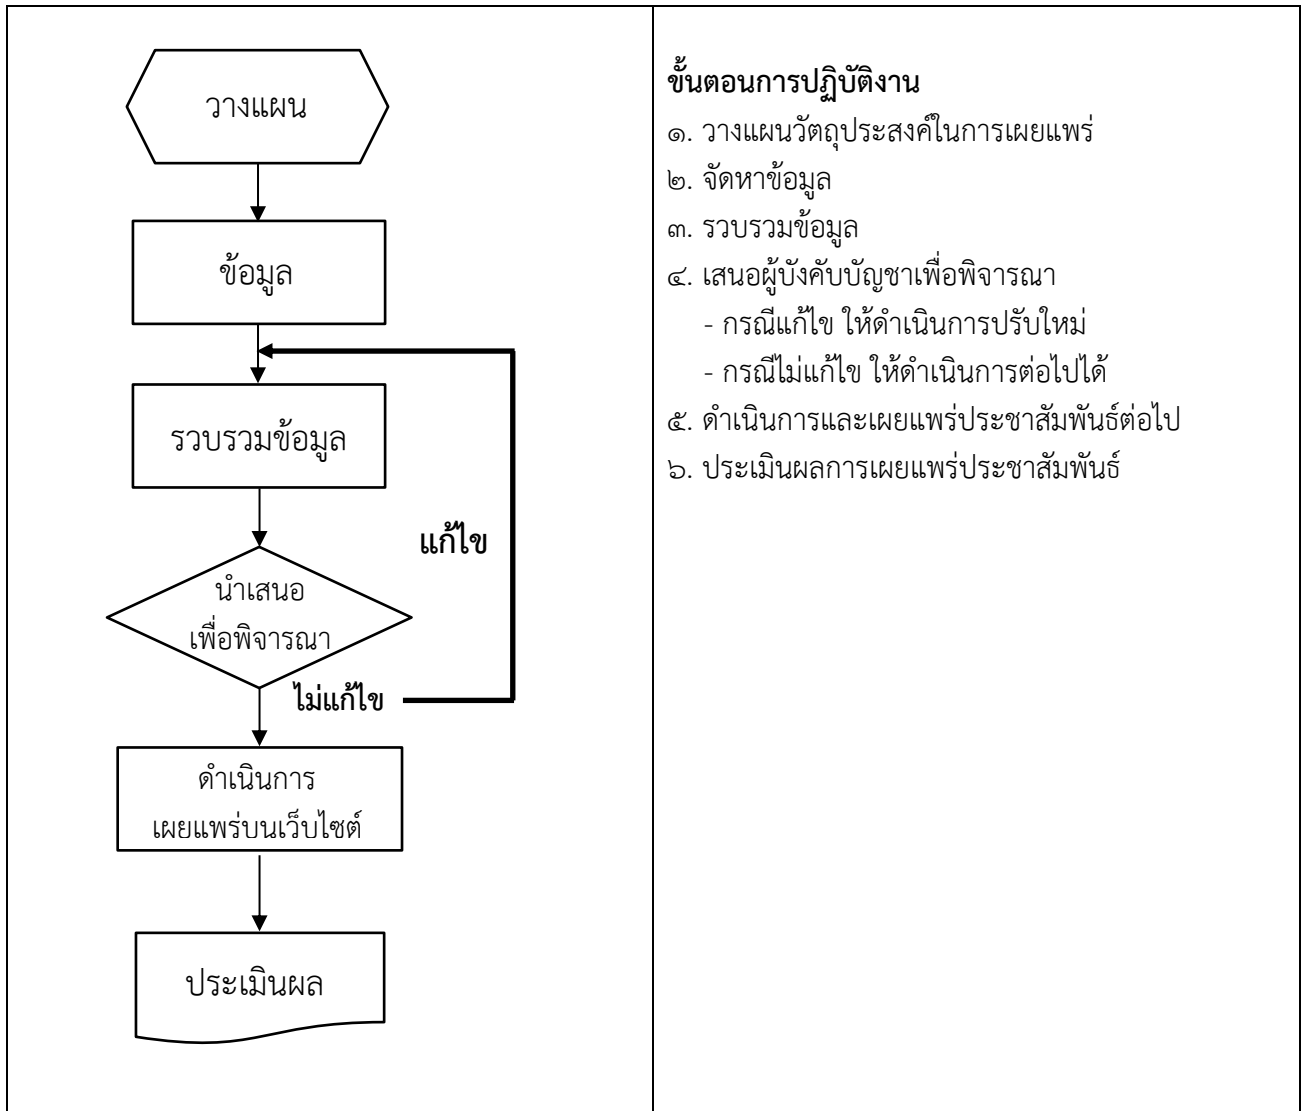 วางแผน
ข้อมูล
รวบรวมข้อมูล
แก้ไข
นำเสนอ
เพื่อพิจารณา
ไม่แก้ไข
ดำเนินการ
เผยแพร่บนเว็บไซต์
ประเมินผล
ขั้นตอนการปฏิบัติงาน
๑. วางแผนวัตถุประสงค์ในการเผยแพร่
๒. จัดหาข้อมูล
๓. รวบรวมข้อมูล
๔. เสนอผู้บังคับบัญชาเพื่อพิจารณา
- กรณีแก้ไข ให้ดำเนินการปรับใหม่
- กรณีไม่แก้ไข ให้ดำเนินการต่อไปได้
๕. ดำเนินการและเผยแพร่ประชาสัมพันธ์ต่อไป
๖. ประเมินผลการเผยแพร่ประชาสัมพันธ์